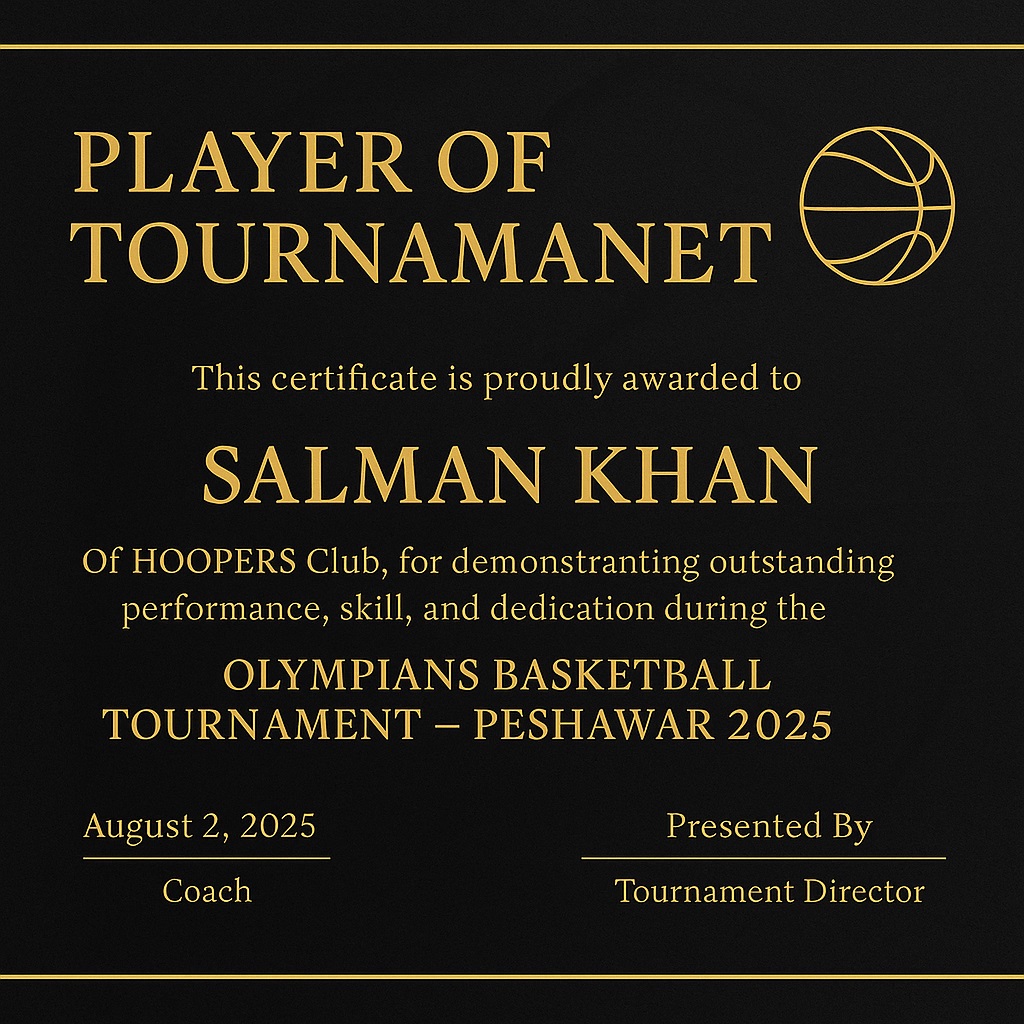 PLAYER OF
TOURNAMANET
This certificate is proudly awarded to
SALMAN KHAN
Of HOOPERS Club, for demonstranting outstanding
performance, skill, and dedication during the
OLYMPIANS BASKETBALL
TOURNAMENT – PESHAWAR 2025
August 2, 2025
Coach
Presented By
Tournament Director